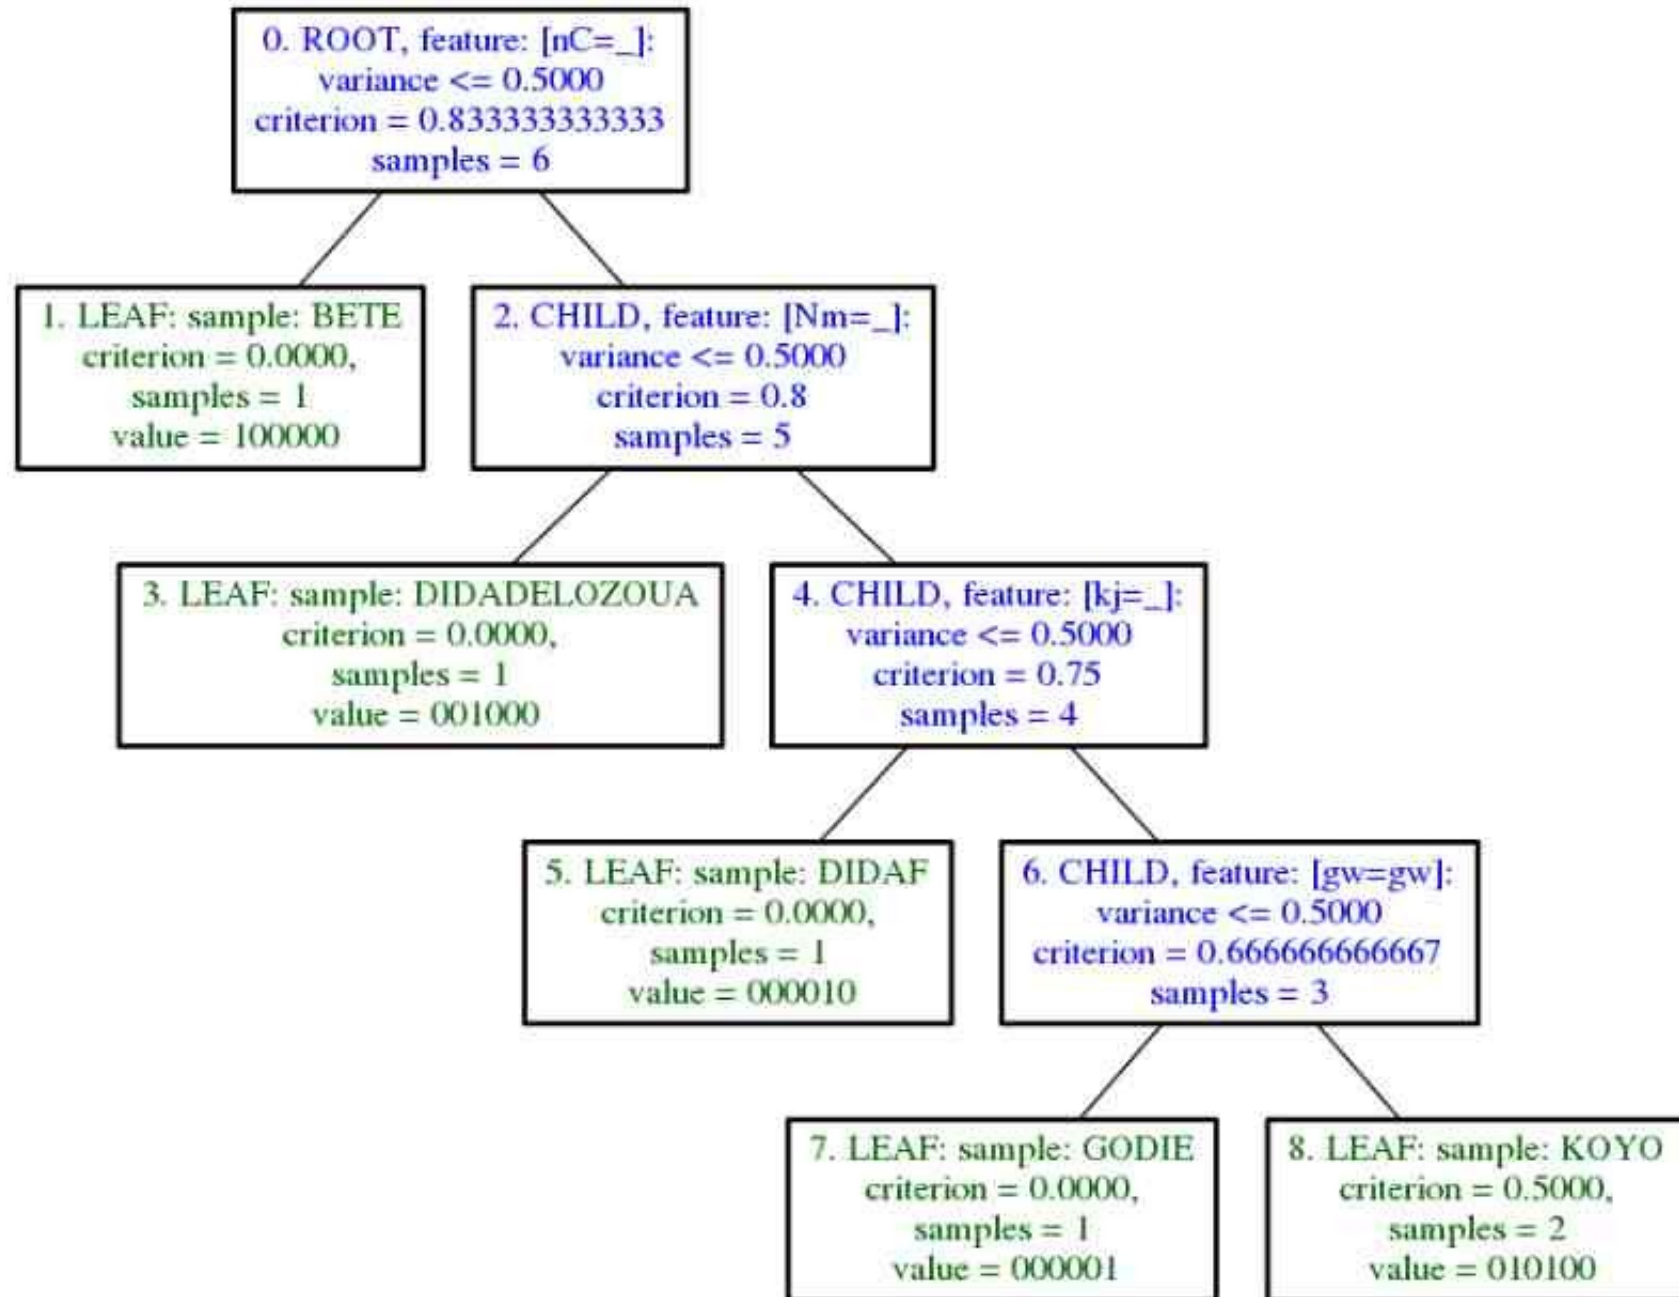 0. ROOT, feature: [nC=_]:
variance <= 0.5000
criterion = 0.833333333333
samples = 6
1. LEAF: sample: BETE
criterion = 0.0000,
samples = 1
value = 100000
2. CHILD, feature: [Nm=_]:
variance <= 0.5000
criterion = 0.8
samples = 5
3. LEAF: sample: DIDADELOZOUA
criterion = 0.0000,
samples = 1
value = 001000
4. CHILD, feature: [kj=_]:
variance <= 0.5000
criterion = 0.75
samples = 4
5. LEAF: sample: DIDAF
criterion = 0.0000,
samples = 1
value = 000010
6. CHILD, feature: [gw=gw]:
variance <= 0.5000
criterion = 0.666666666667
samples = 3
7. LEAF: sample: GODIE
criterion = 0.0000,
samples = 1
value = 000001
8. LEAF: sample: KOYO
criterion = 0.5000,
samples = 2
value = 010100